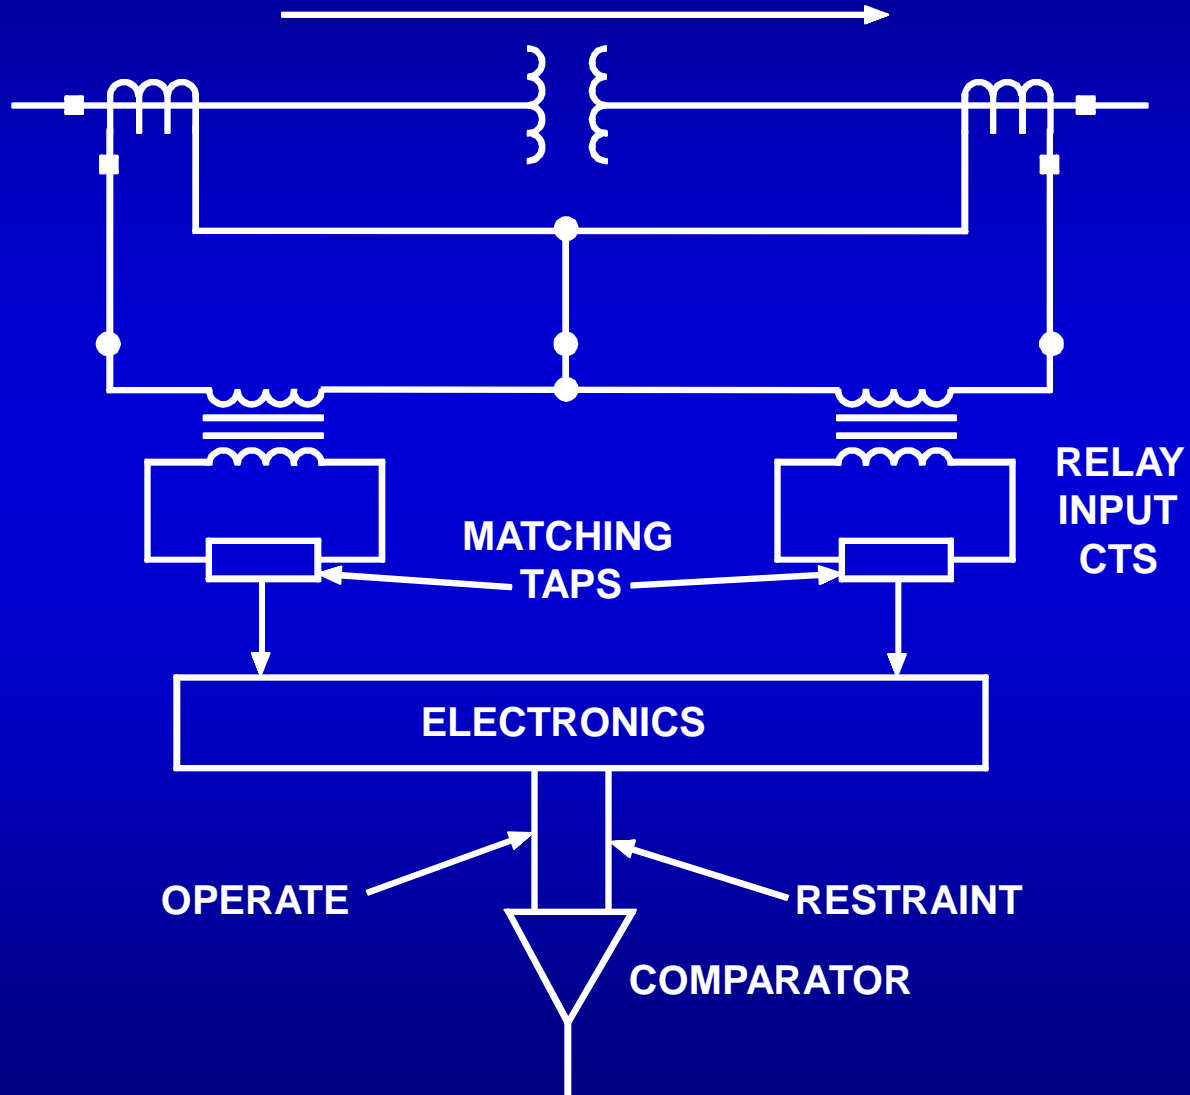 RELAY
INPUT
CTS
MATCHING
TAPS
ELECTRONICS
OPERATE
RESTRAINT
COMPARATOR